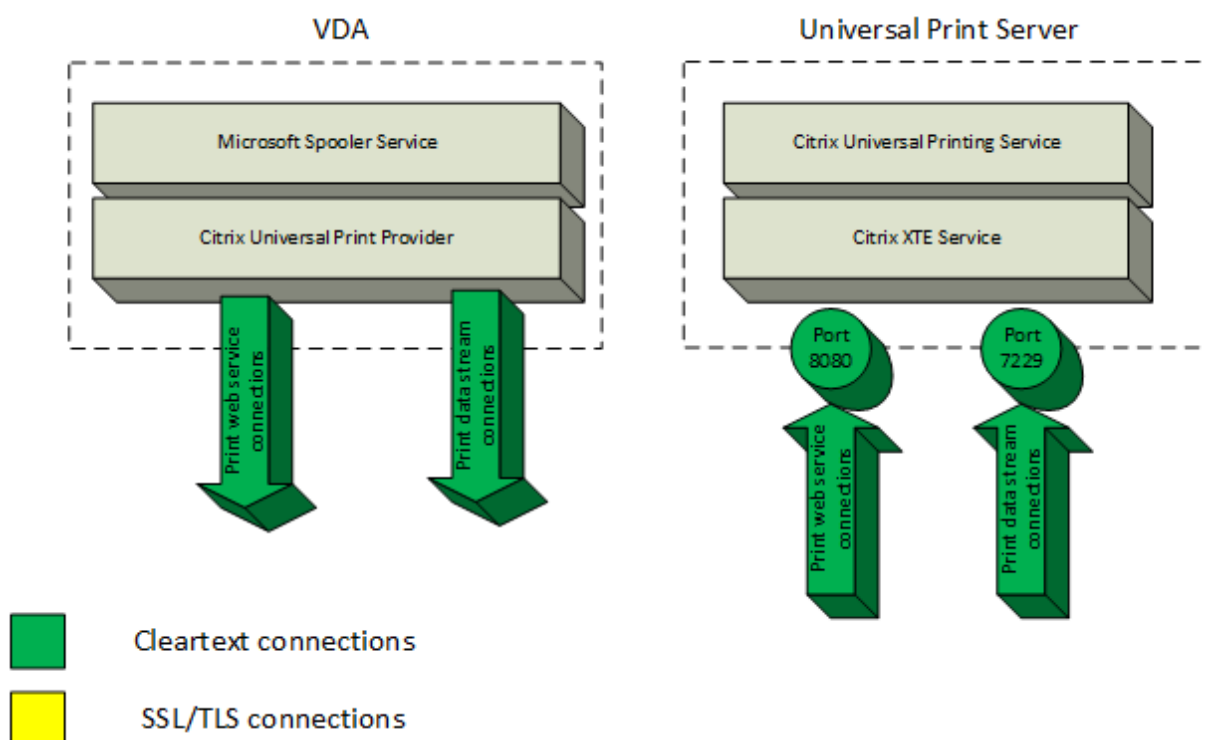 VDA
Universal Print Server
Microsoft Spooler Service
Citrix Universal Print Provider
Citrix Universal Printing Service
Citrix XTE Service
Print web service
connections
Print data stream
connections
Port
8080
Port
7229
Print web service
connections
Print data stream
connections
Cleartext connections
SSL/TLS connections